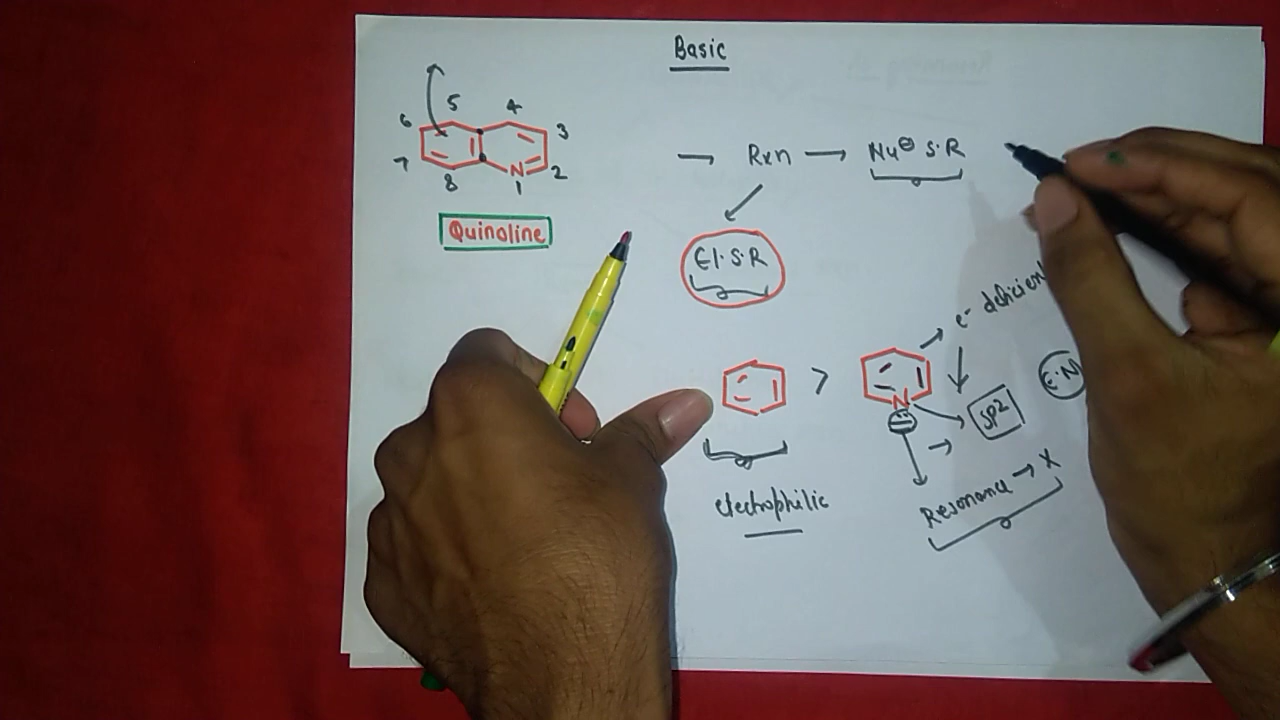 Basic
5 4
6 3
7 N 2
8 1
Quinoline
→ Rxn → Nu⊖ S·R
El·S·R
> N
e⁻ deficient
E·N
SP²
electrophilic
Resonance → X